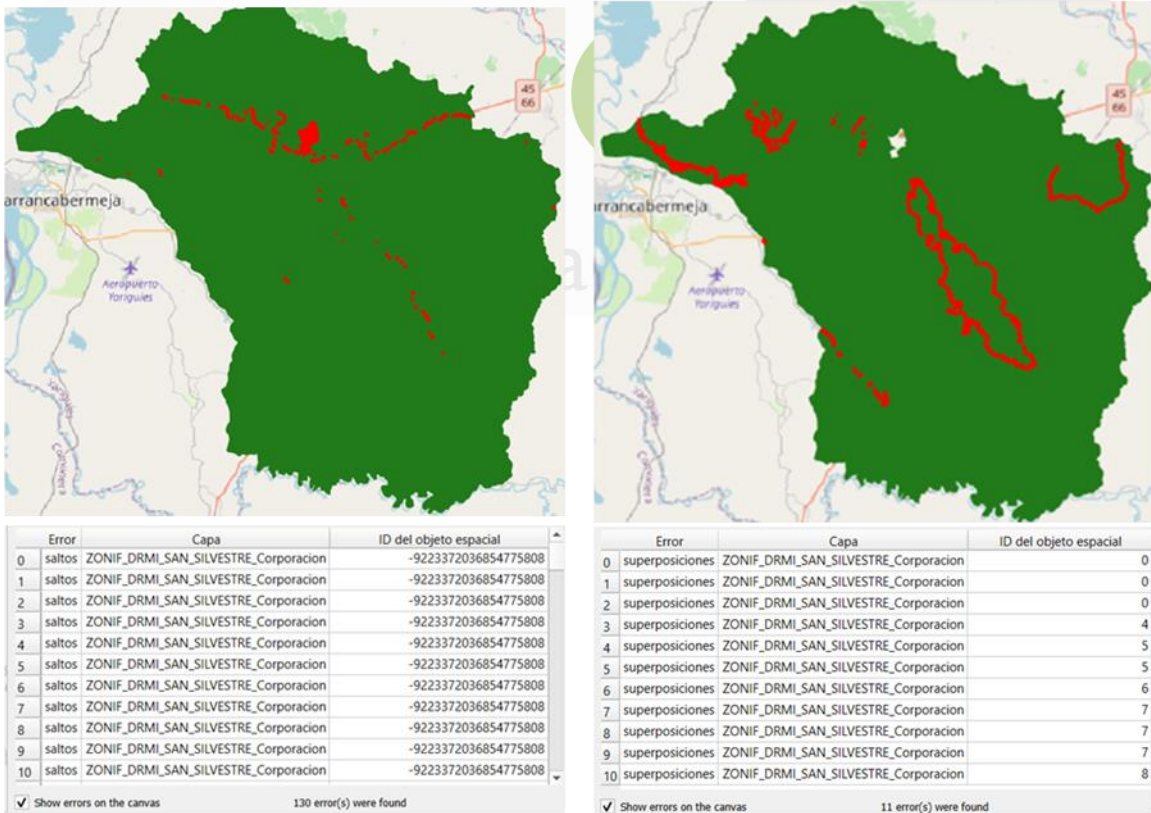 45
66
arrancabermeja
Aeropuerto
Yariguíes
Error Capa ID del objeto espacial
0 saltos ZONIF_DRMI_SAN_SILVESTRE_Corporacion -9223372036854775808
1 saltos ZONIF_DRMI_SAN_SILVESTRE_Corporacion -9223372036854775808
2 saltos ZONIF_DRMI_SAN_SILVESTRE_Corporacion -9223372036854775808
3 saltos ZONIF_DRMI_SAN_SILVESTRE_Corporacion -9223372036854775808
4 saltos ZONIF_DRMI_SAN_SILVESTRE_Corporacion -9223372036854775808
5 saltos ZONIF_DRMI_SAN_SILVESTRE_Corporacion -9223372036854775808
6 saltos ZONIF_DRMI_SAN_SILVESTRE_Corporacion -9223372036854775808
7 saltos ZONIF_DRMI_SAN_SILVESTRE_Corporacion -9223372036854775808
8 saltos ZONIF_DRMI_SAN_SILVESTRE_Corporacion -9223372036854775808
9 saltos ZONIF_DRMI_SAN_SILVESTRE_Corporacion -9223372036854775808
10 saltos ZONIF_DRMI_SAN_SILVESTRE_Corporacion -9223372036854775808
Show errors on the canvas 130 error(s) were found
45
66
arrancabermeja
Aeropuerto
Yariguíes
Error Capa ID del objeto espacial
0 superposiciones ZONIF_DRMI_SAN_SILVESTRE_Corporacion 0
1 superposiciones ZONIF_DRMI_SAN_SILVESTRE_Corporacion 0
2 superposiciones ZONIF_DRMI_SAN_SILVESTRE_Corporacion 0
3 superposiciones ZONIF_DRMI_SAN_SILVESTRE_Corporacion 4
4 superposiciones ZONIF_DRMI_SAN_SILVESTRE_Corporacion 5
5 superposiciones ZONIF_DRMI_SAN_SILVESTRE_Corporacion 5
6 superposiciones ZONIF_DRMI_SAN_SILVESTRE_Corporacion 6
7 superposiciones ZONIF_DRMI_SAN_SILVESTRE_Corporacion 7
8 superposiciones ZONIF_DRMI_SAN_SILVESTRE_Corporacion 7
9 superposiciones ZONIF_DRMI_SAN_SILVESTRE_Corporacion 7
10 superposiciones ZONIF_DRMI_SAN_SILVESTRE_Corporacion 8
Show errors on the canvas 11 error(s) were found